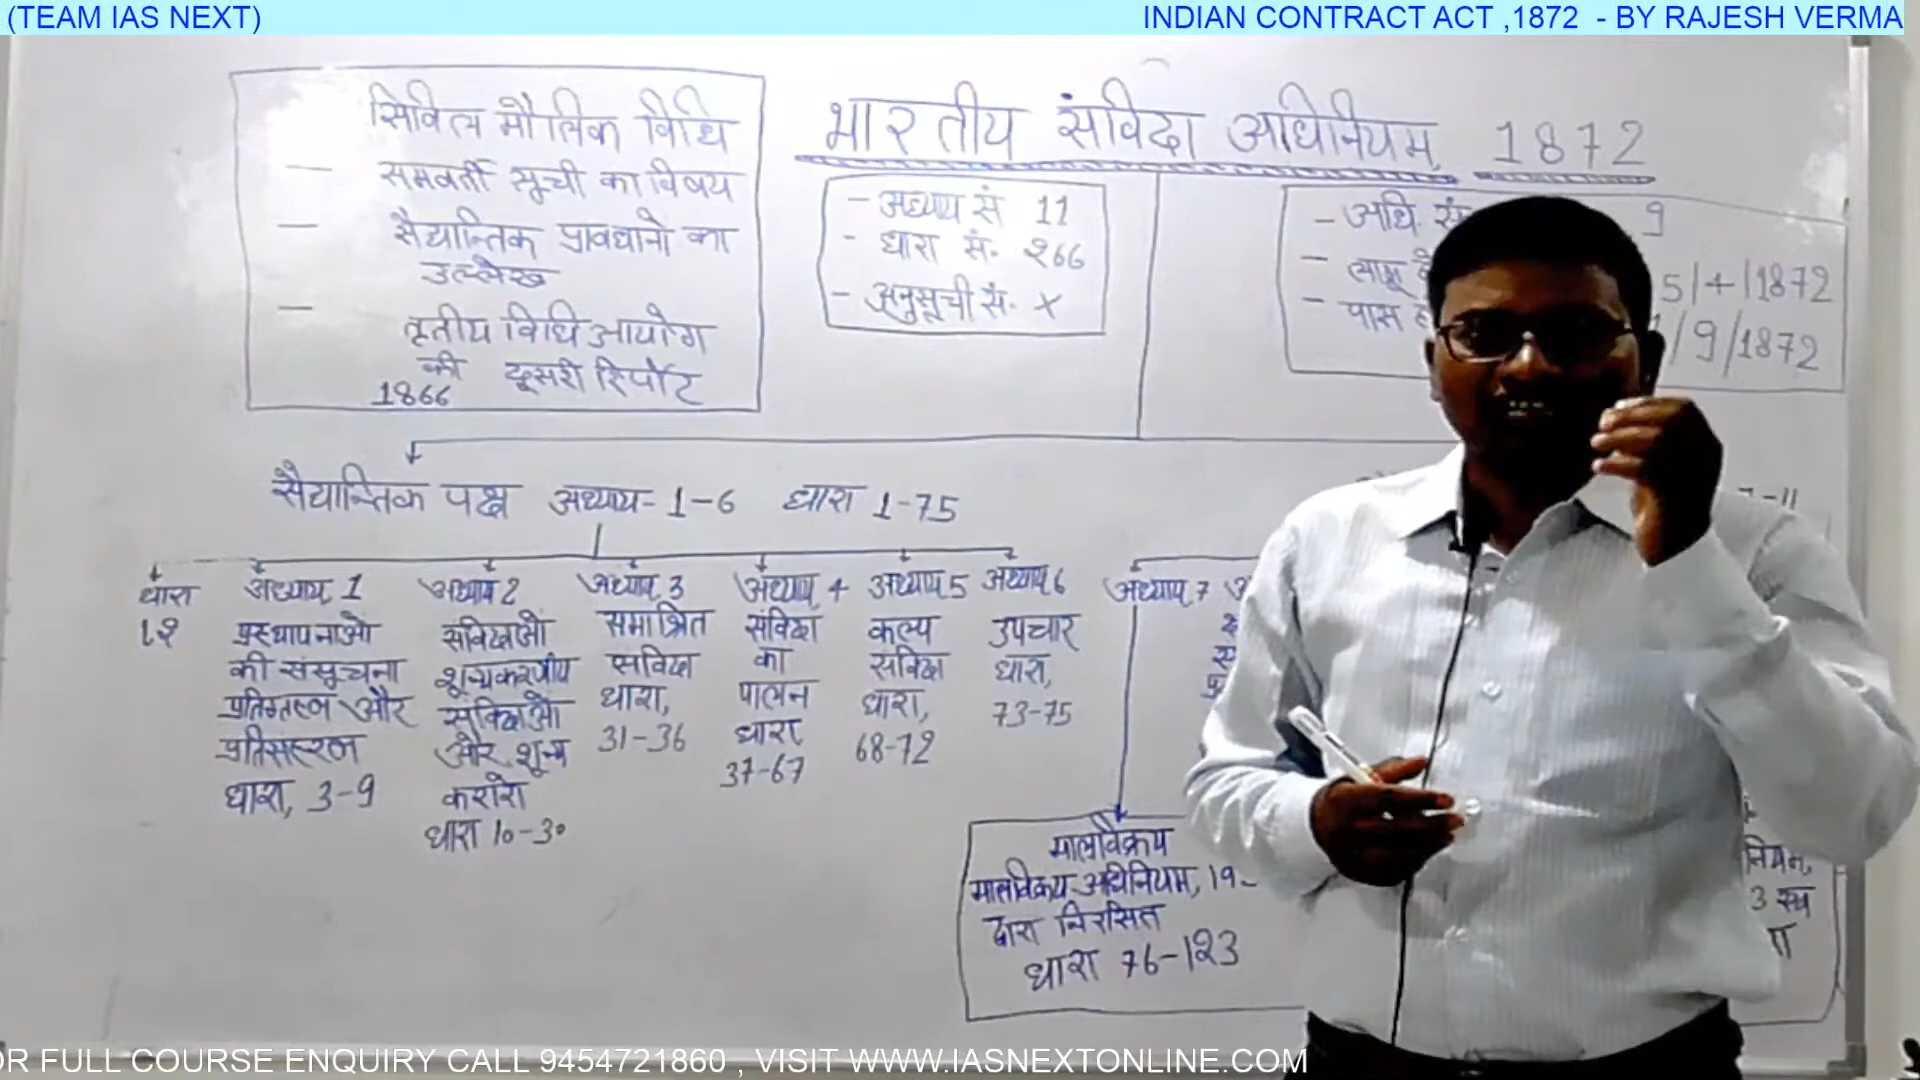 (TEAM IAS NEXT)
INDIAN CONTRACT ACT ,1872 - BY RAJESH VERMA
सिविल मौलिक विधि
— समवर्ती सूची का विषय
— सैद्यान्तिक प्रावधानो का
उल्लेख
— तृतीय विधि आयोग
की दूसरी रिपोर्ट
1866
भारतीय संविदा अधिनियम, 1872
- अध्याय सं 11
- धारा सं. 266
- अनुसूची सं. X
- अधि. सं 9
- लागू 5/4/1872
- पास /9/1872
सैद्यान्तिक पक्ष अध्याय - 1-6 धारा 1-75
धारा
1,2
अध्याय 1
प्रस्थापनाओ
की संसूचना
प्रतिग्रहण और
प्रतिसंहरण
धारा, 3-9
अध्याय 2
संविदाओ
शून्यकरणीय
संविदाओ
और शून्य
करारो
धारा 10-30
अध्याय 3
समाश्रित
संविदा
धारा,
31-36
अध्याय 4
संविदा
का
पालन
धारा,
37-67
अध्याय 5
कल्प
संविदा
धारा,
68-72
अध्याय 6
उपचार
धारा,
73-75
अध्याय 7
मालविक्रय
मालविक्रय अधिनियम, 19
द्वारा निरसित
धारा 76-123
OR FULL COURSE ENQUIRY CALL 9454721860 , VISIT WWW.IASNEXTONLINE.COM